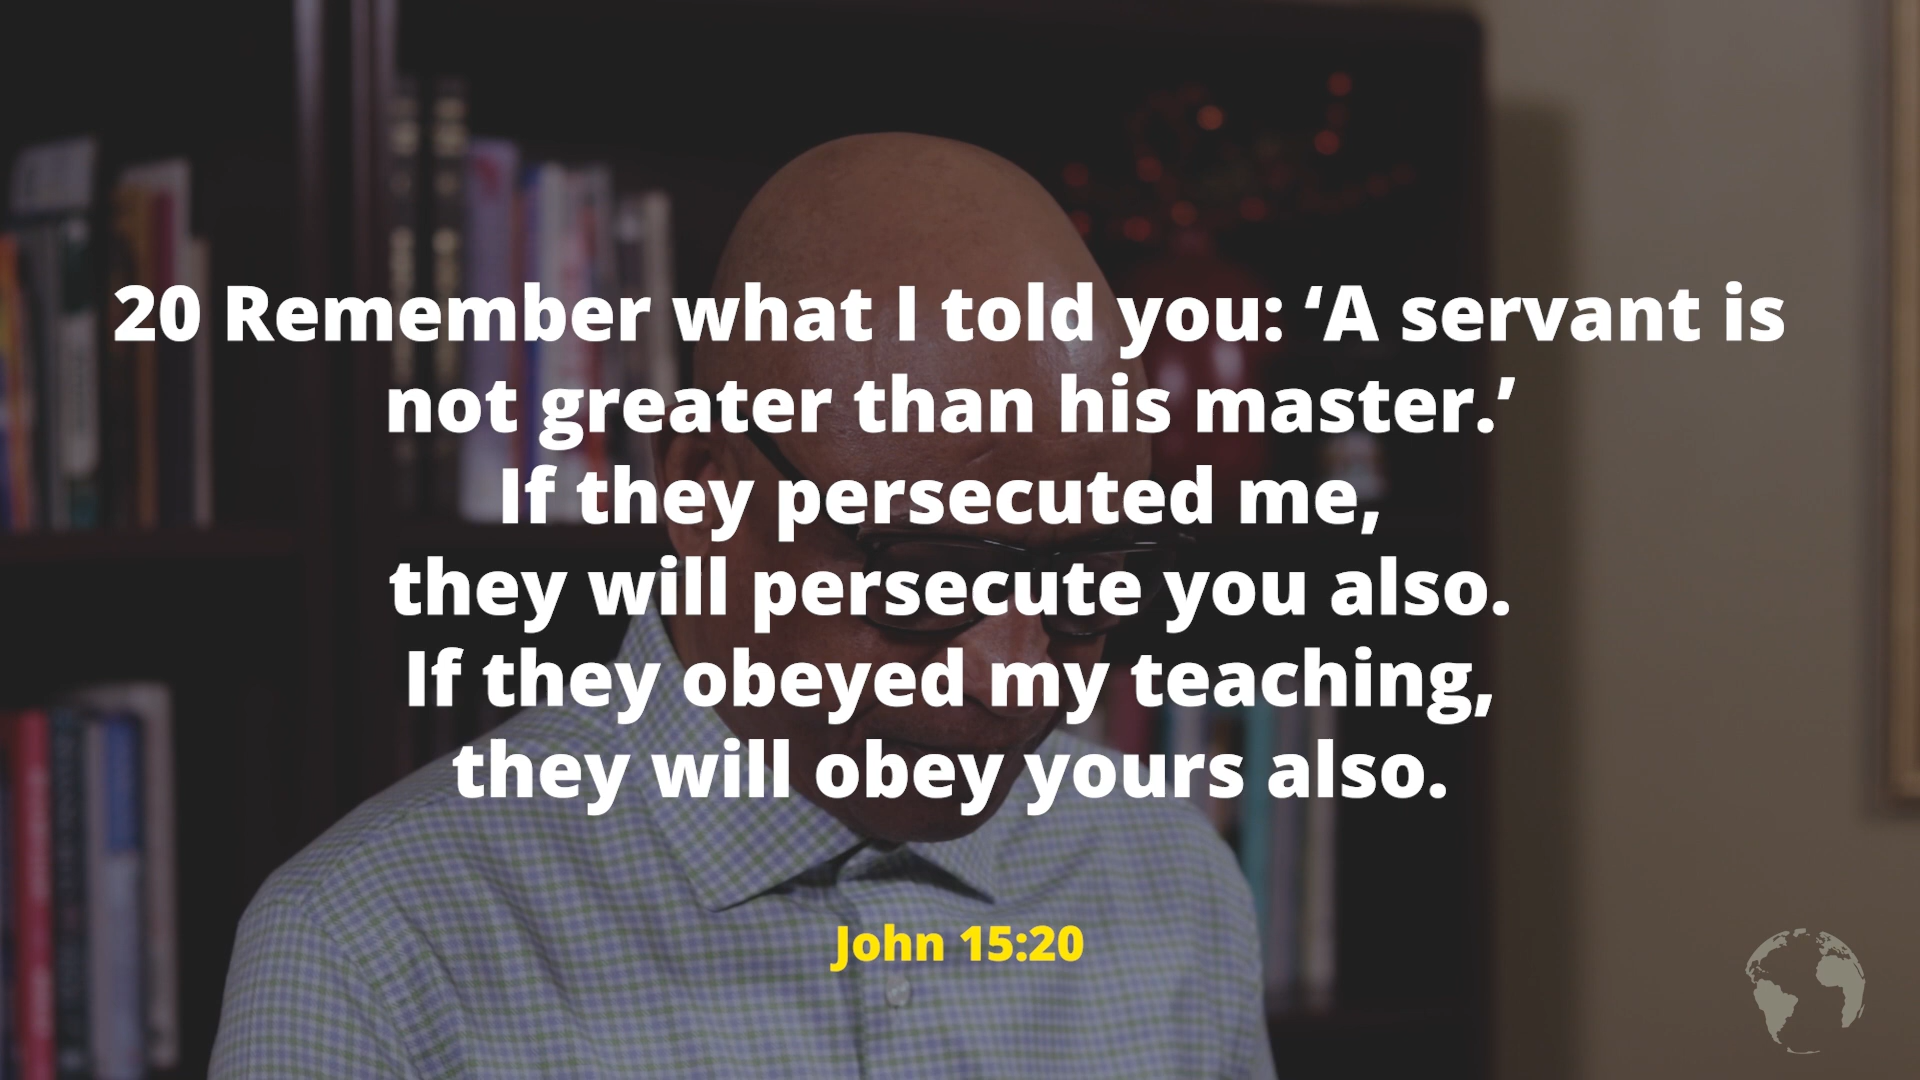 20 Remember what I told you: ‘A servant is
not greater than his master.’
If they persecuted me,
they will persecute you also.
If they obeyed my teaching,
they will obey yours also.
John 15:20